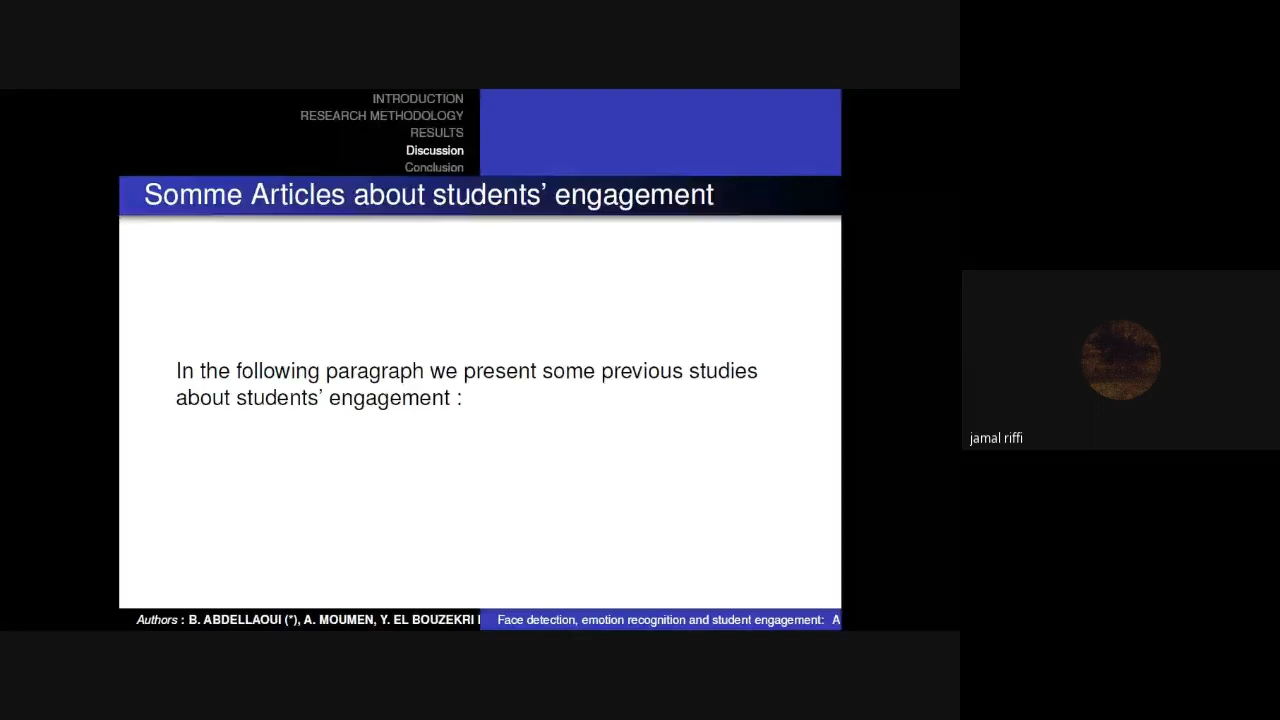 INTRODUCTION
RESEARCH METHODOLOGY
RESULTS
Discussion
Conclusion
Somme Articles about students’ engagement
In the following paragraph we present some previous studies
about students’ engagement :
Authors : B. ABDELLAOUI (*), A. MOUMEN, Y. EL BOUZEKRI
Face detection, emotion recognition and student engagement: A
jamal riffi